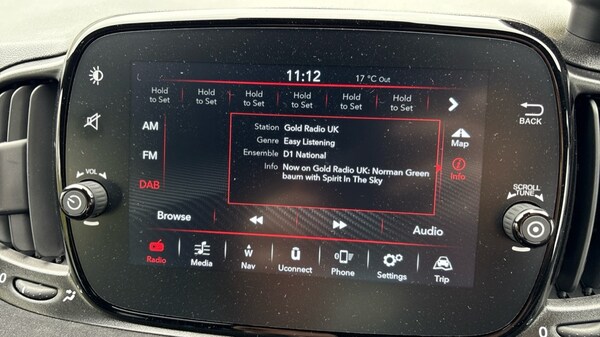 11:12 17 °C Out
Hold Hold Hold Hold Hold Hold
to Set to Set to Set to Set to Set to Set
AM
FM
DAB
Station Gold Radio UK
Genre Easy Listening
Ensemble D1 National
Info Now on Gold Radio UK: Norman Green
baum with Spirit In The Sky
Map
Info
Browse
Audio
Radio Media Nav Uconnect Phone Settings Trip
W
VOL
BACK
SCROLL
TUNE
0
0